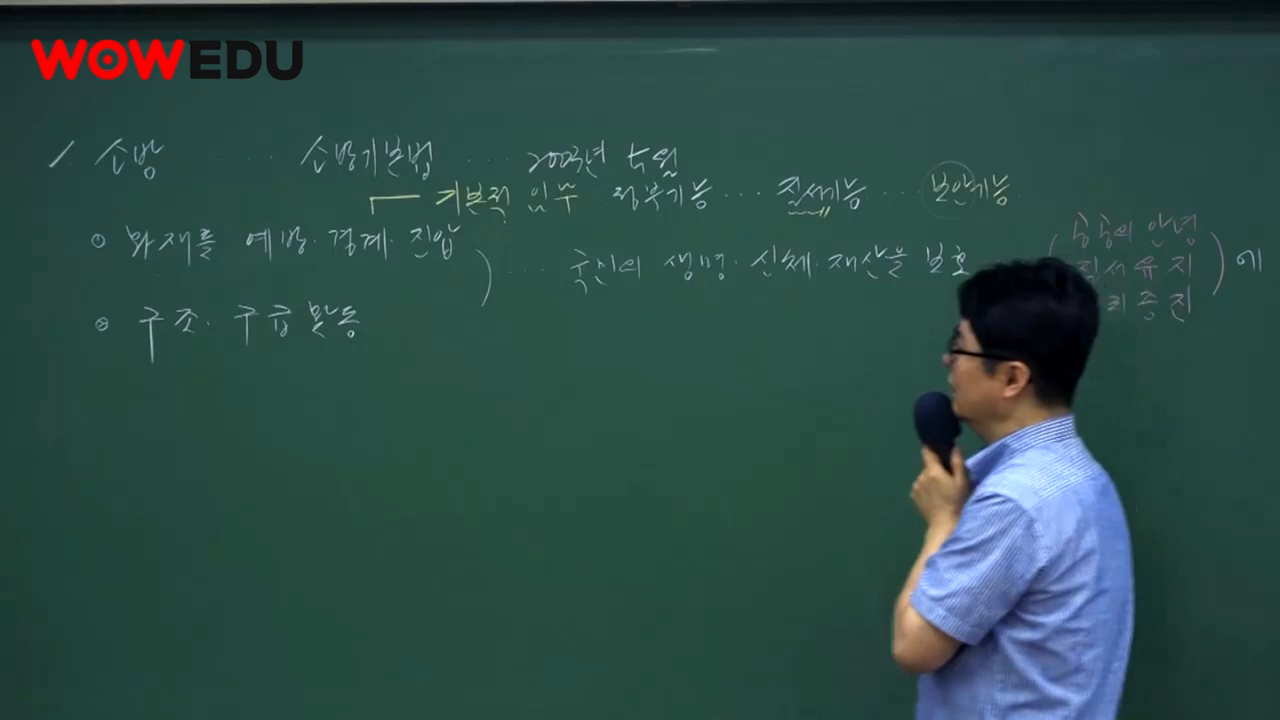 WOWEDU
1. 소방 ‥‥ 소방기본법 ‥‥ 2003년 5월
기본적 임무 정부기능 ‥‥ 질서기능 ‥‥ 보안기능
① 화재를 예방·경계·진압
② 구조·구급활동
‥‥ 국민의 생명·신체·재산을 보호
공공의 안녕
질서유지
리증진
에